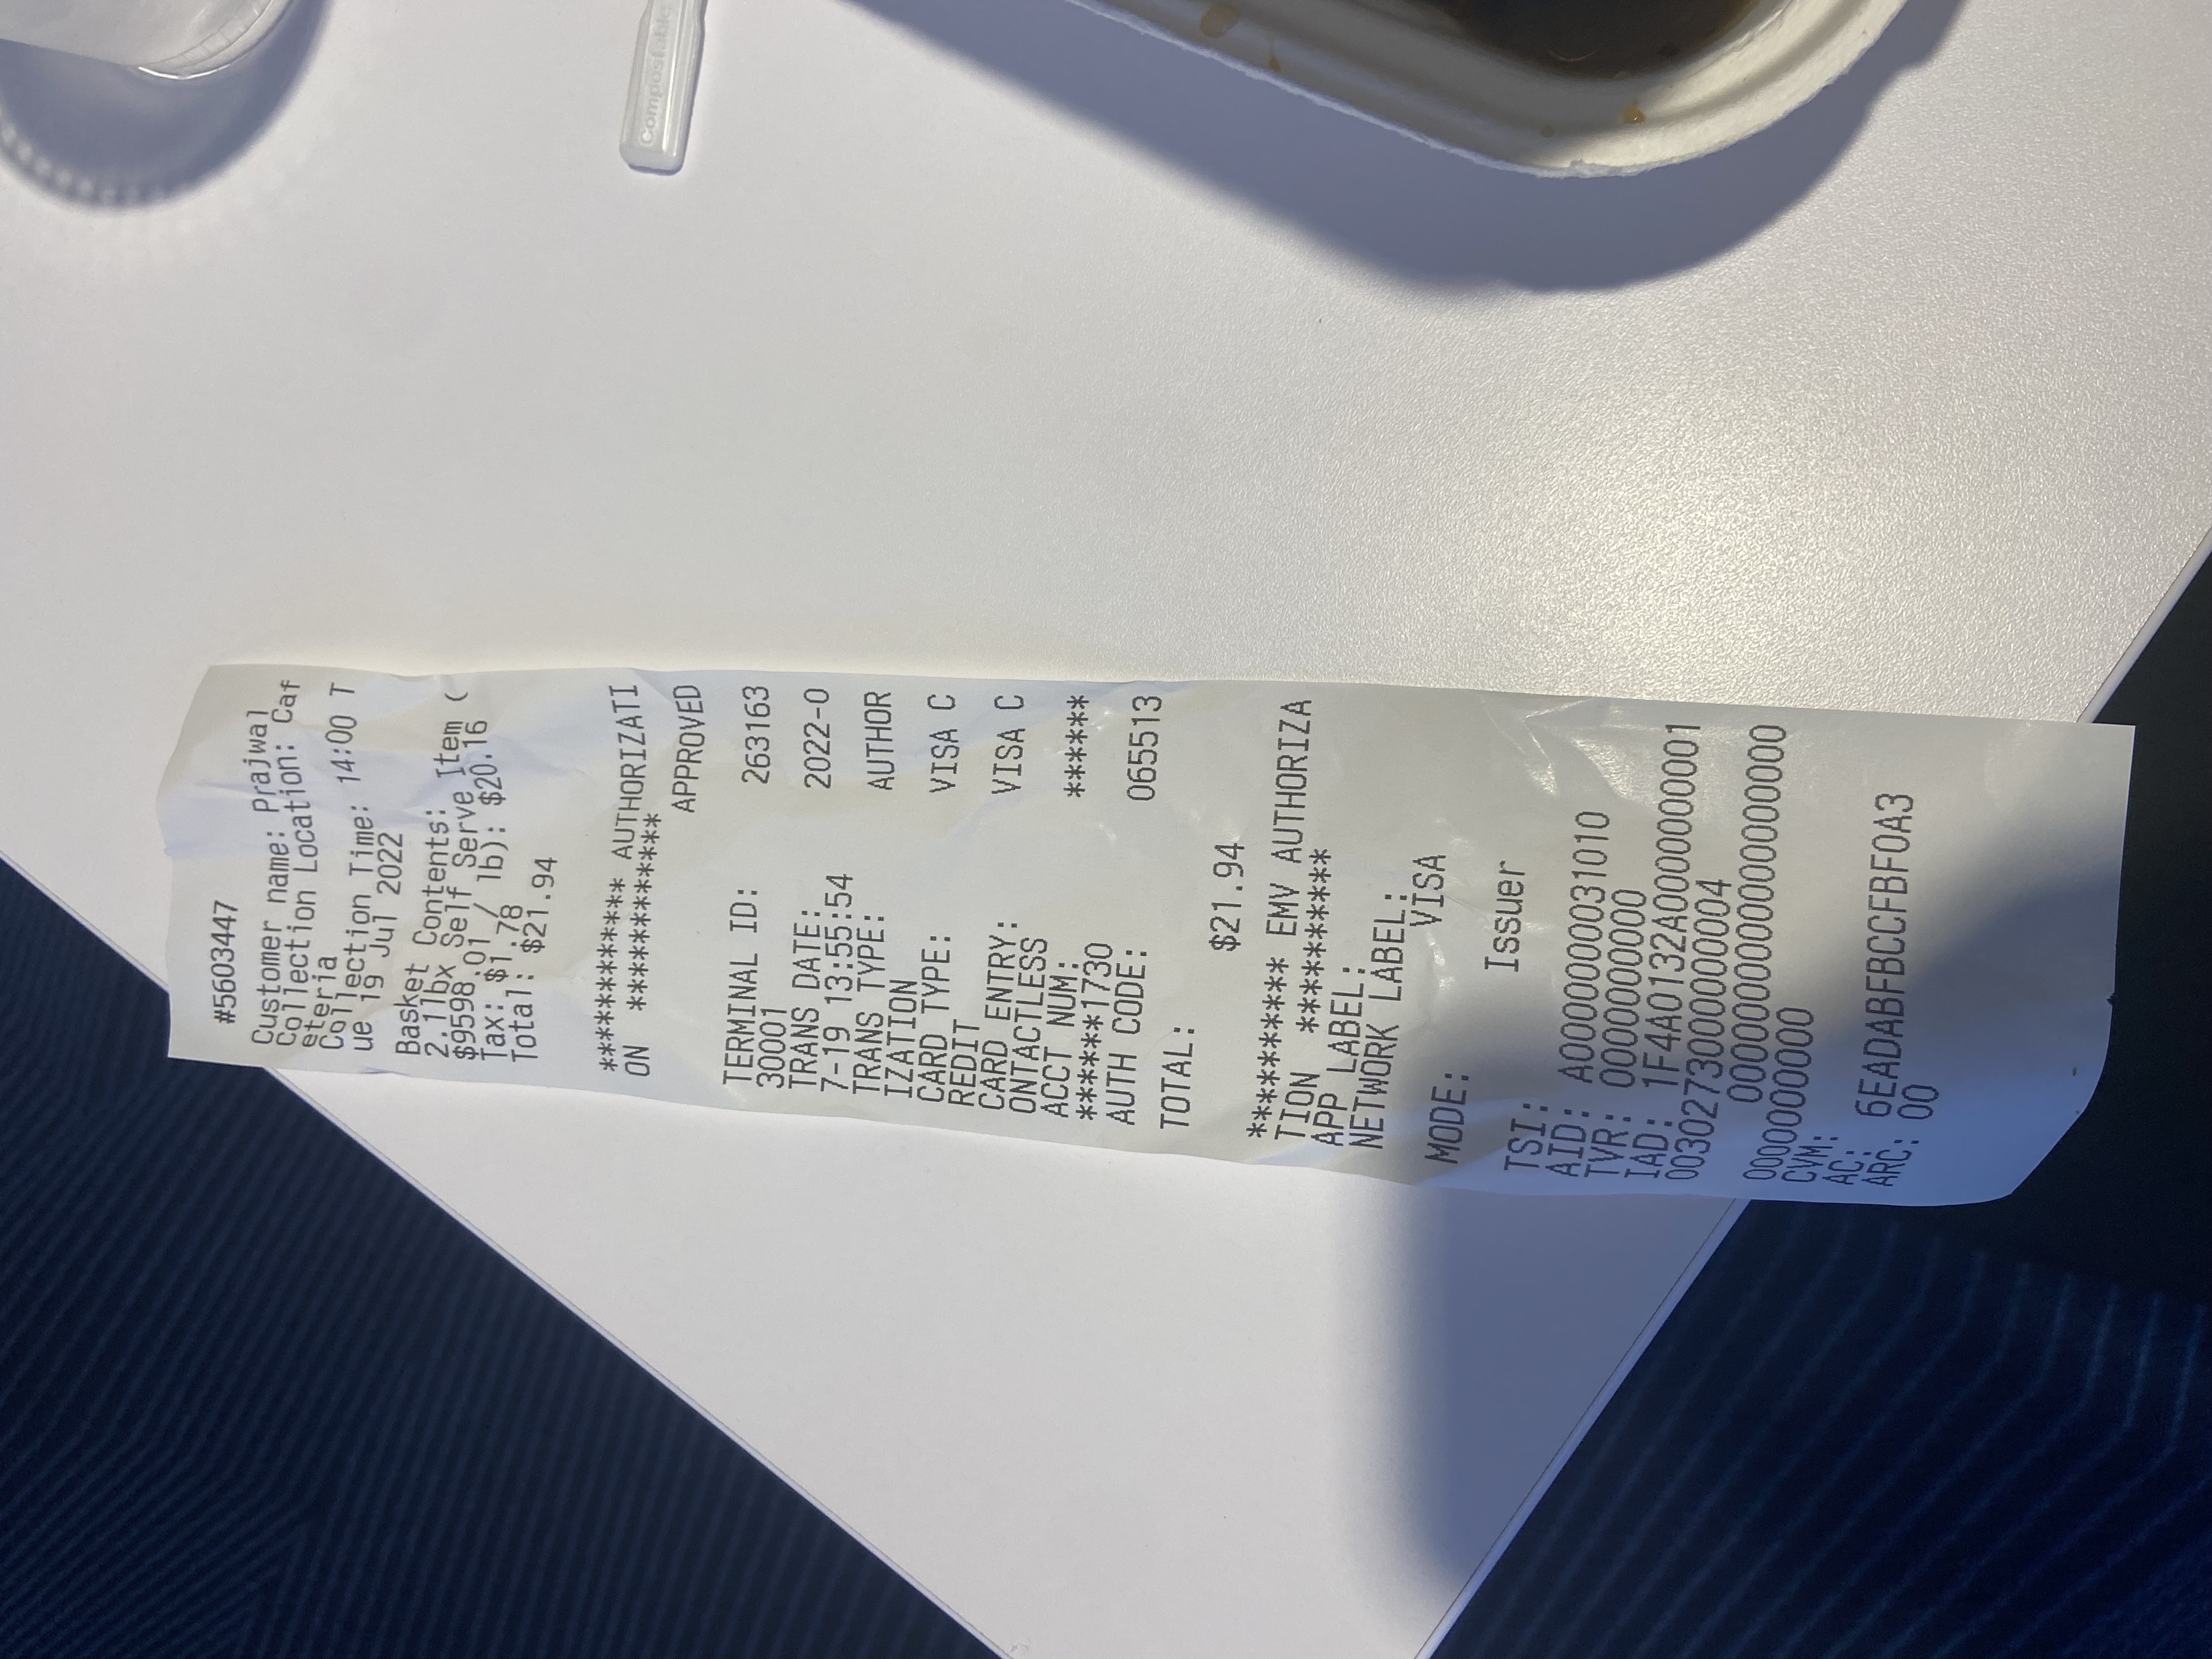 #5603447
Customer name: Prajwal
Collection Location: Caf
eteria
Collection Time: 14:00 T
ue 19 Jul 2022
Basket Contents:
2.1lbx Self Serve Item (
$9598.01 / lb): $20.16
Tax: $1.78
Total: $21.94
************ AUTHORIZATI
ON ************
APPROVED
TERMINAL ID: 263163
30001
TRANS DATE: 2022-0
7-19 13:55:54
TRANS TYPE: AUTHOR
IZATION
CARD TYPE: VISA C
REDIT
CARD ENTRY: VISA C
ONTACTLESS
ACCT NUM: ******
******1730
AUTH CODE: 065513
TOTAL:
$21.94
********** EMV AUTHORIZA
TION **********
APP LABEL:
NETWORK LABEL:
VISA
MODE:
Issuer
TSI:
AID: A0000000031010
TVR: 0000000000
IAD: 1F4A0132A0000000001
0030273000000004
000000000000000000
0000000000
CVM:
AC: 6EADABFBCCFBF0A3
ARC: 00
Compostable